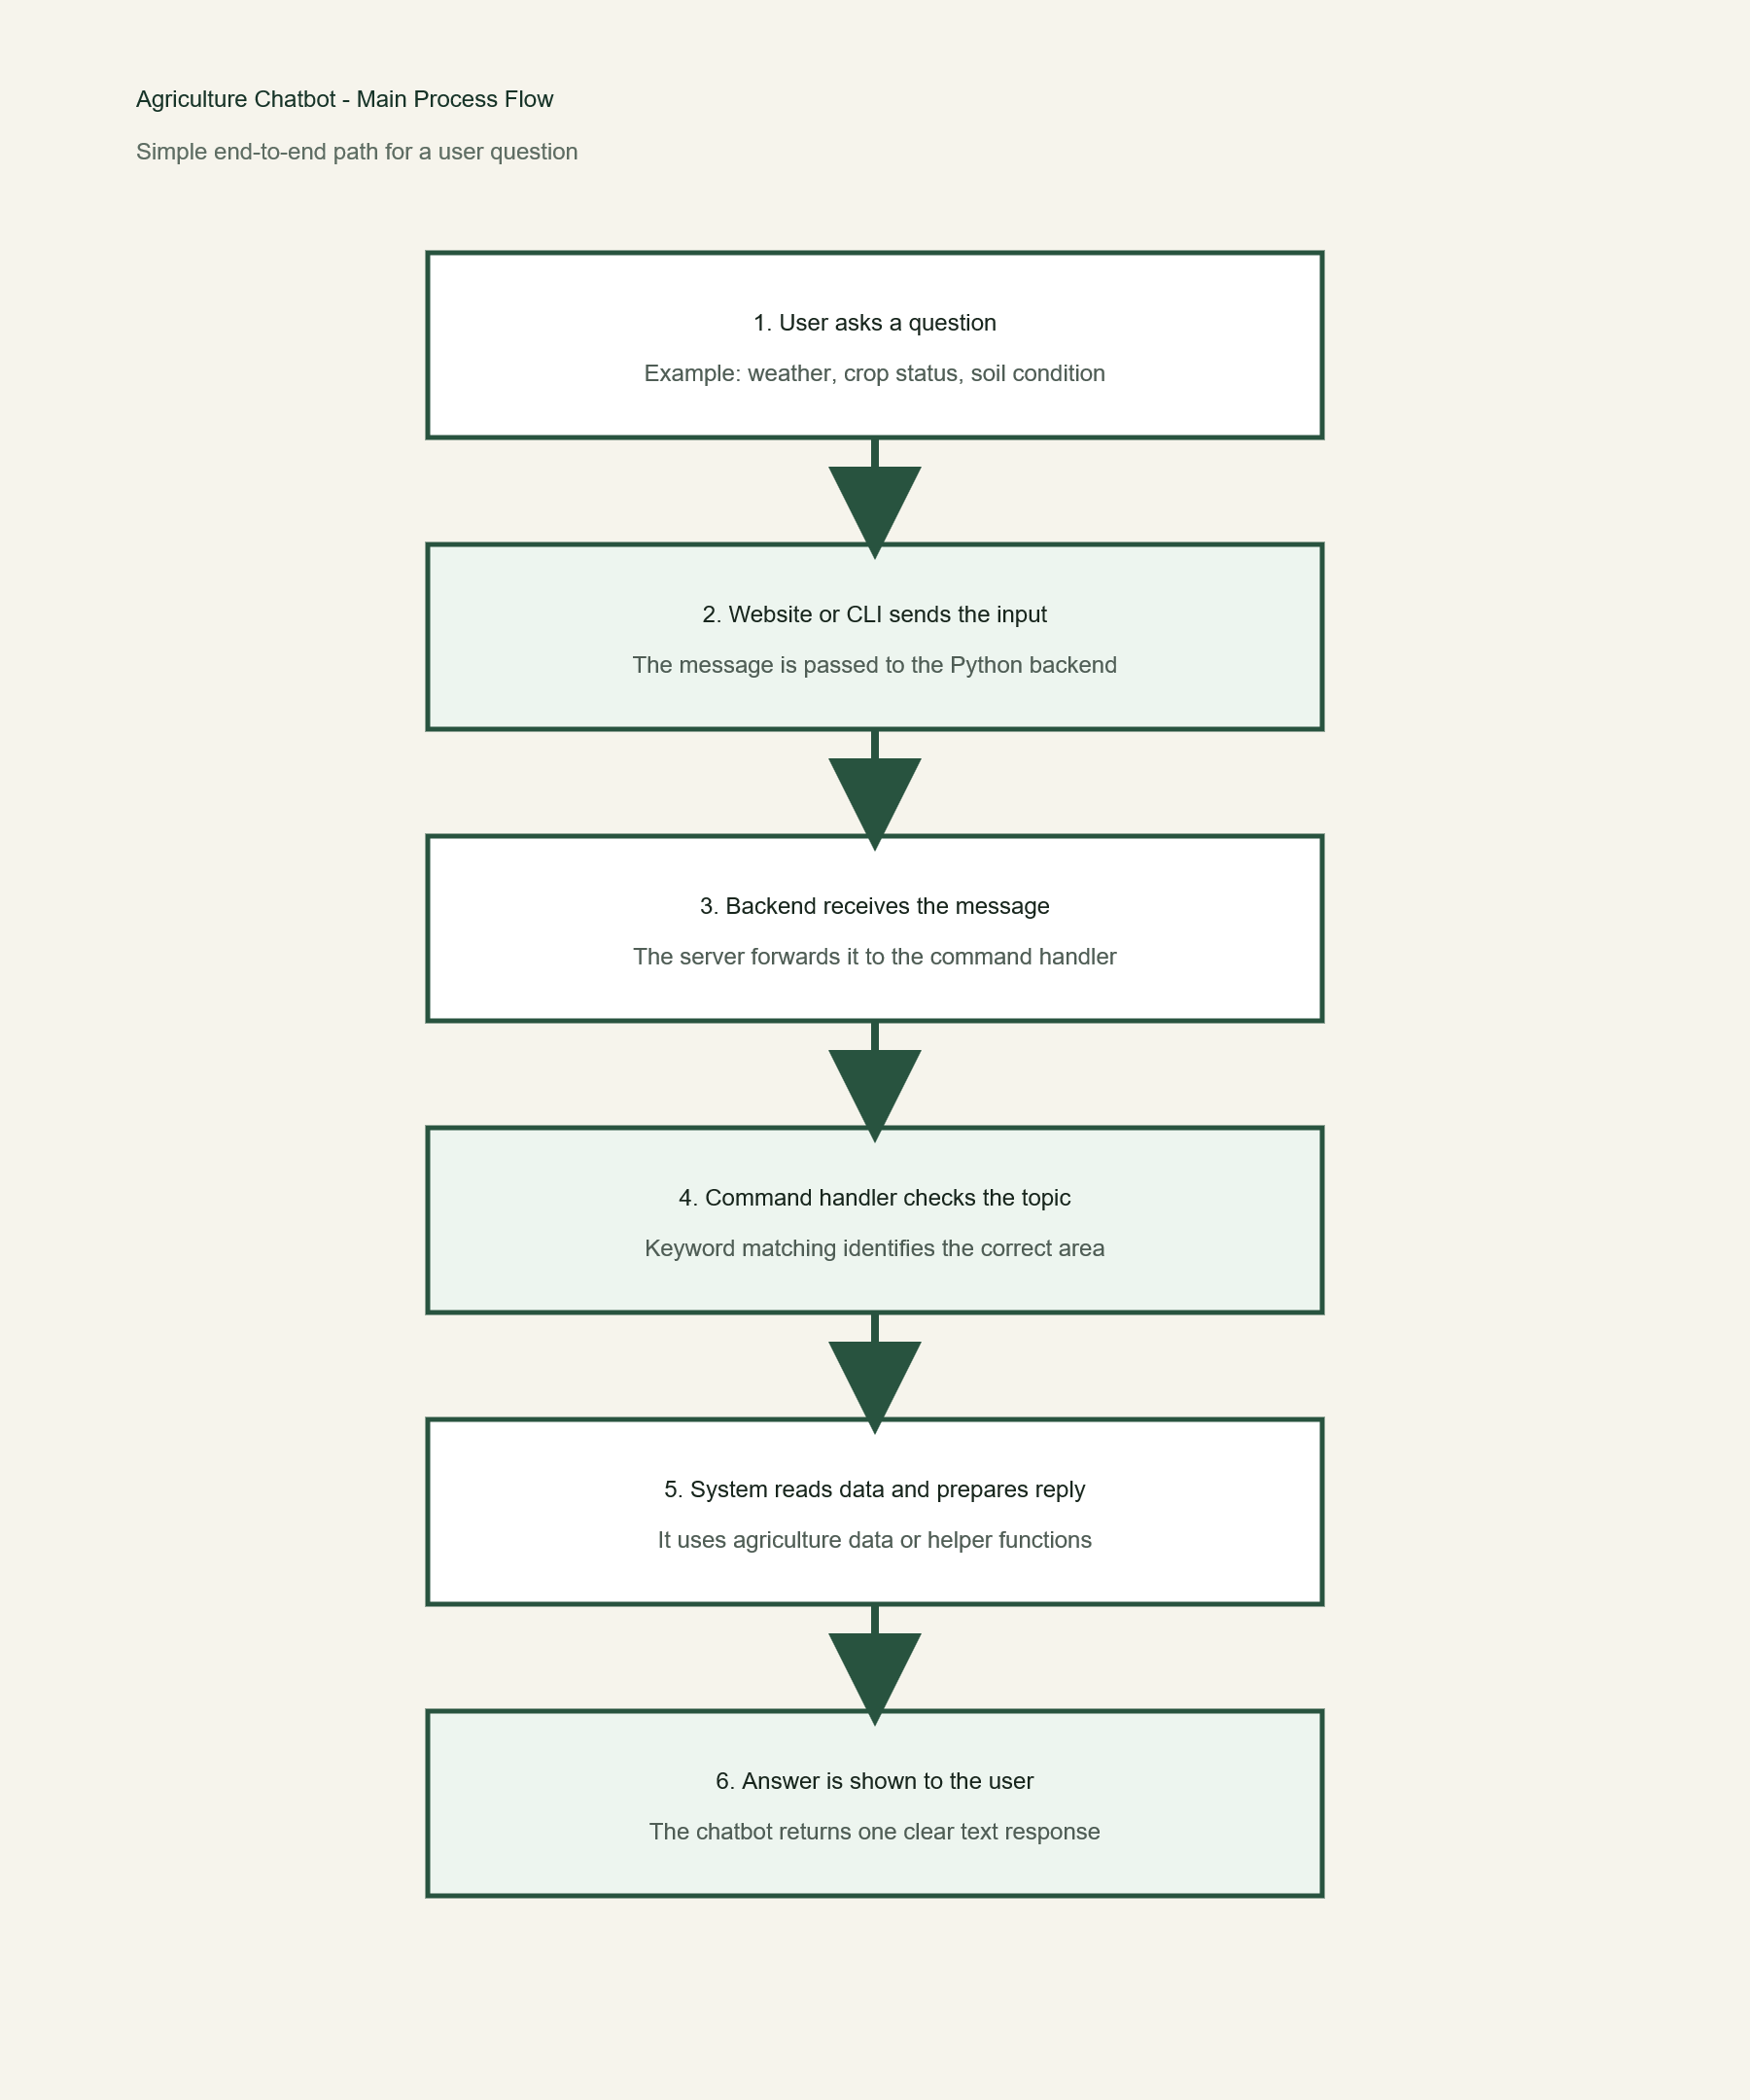 Agriculture Chatbot - Main Process Flow
Simple end-to-end path for a user question
1. User asks a question
Example: weather, crop status, soil condition
2. Website or CLI sends the input
The message is passed to the Python backend
3. Backend receives the message
The server forwards it to the command handler
4. Command handler checks the topic
Keyword matching identifies the correct area
5. System reads data and prepares reply
It uses agriculture data or helper functions
6. Answer is shown to the user
The chatbot returns one clear text response